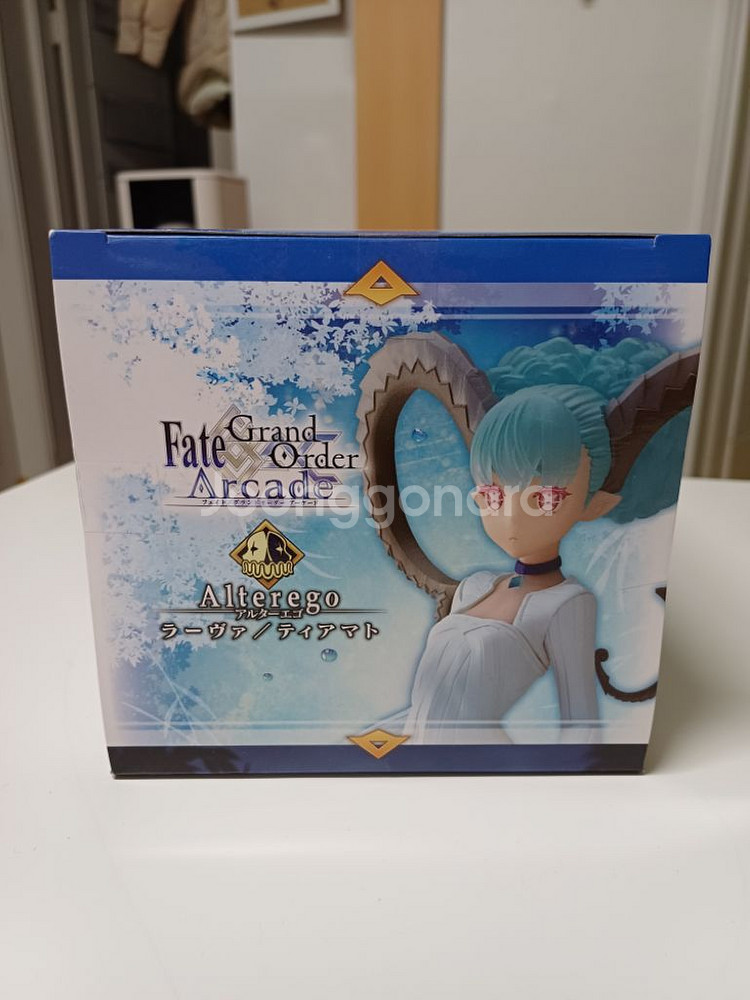 Fate
Grand
Order
Arcade
フェイト／グランドオーダー アーケード
Joonggonara
Alterego
アルターエゴ
ラーヴァ／ティアマト